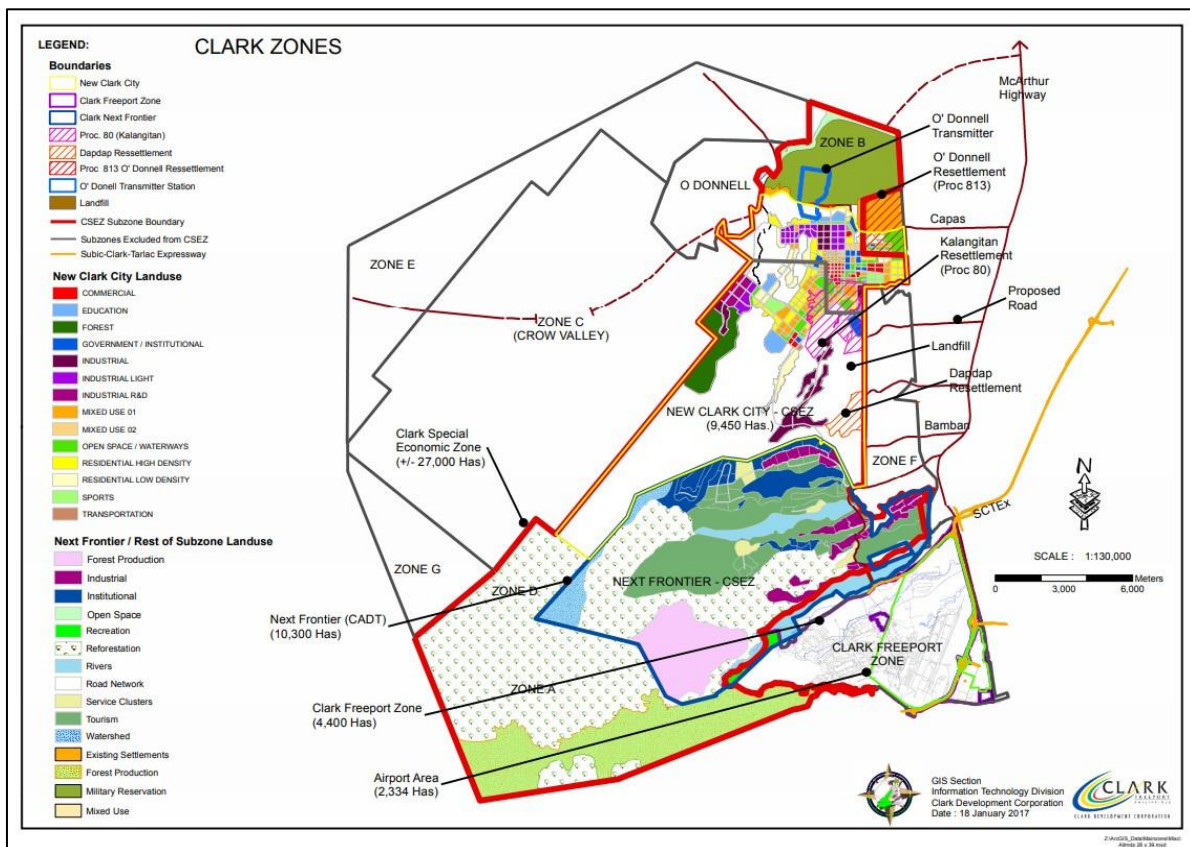 CLARK ZONES
LEGEND:
Boundaries
New Clark City
Clark Freeport Zone
Clark Next Frontier
Proc. 80 (Kalangitan)
Dapdap Ressettlement
Proc 813 O' Donnell Ressettlement
O' Donell Transmitter Station
Landfill
CSEZ Subzone Boundary
Subzones Excluded from CSEZ
Subic-Clark-Tarlac Expressway
New Clark City Landuse
COMMERCIAL
EDUCATION
FOREST
GOVERNMENT / INSTITUTIONAL
INDUSTRIAL
INDUSTRIAL LIGHT
INDUSTRIAL R&D
MIXED USE 01
MIXED USE 02
OPEN SPACE / WATERWAYS
RESIDENTIAL HIGH DENSITY
RESIDENTIAL LOW DENSITY
SPORTS
TRANSPORTATION
Next Frontier / Rest of Subzone Landuse
Forest Production
Industrial
Institutional
Open Space
Recreation
Reforestation
Rivers
Road Network
Service Clusters
Tourism
Watershed
Existing Settlements
Forest Production
Military Reservation
Mixed Use
McArthur
Highway
O' Donnell
Transmitter
ZONE B
O' Donnell
Resettlement
(Proc 813)
O DONNELL
Capas
Kalangitan
Resettlement
(Proc 80)
ZONE E
Proposed
Road
ZONE C
(CROW VALLEY)
Landfill
Dapdap
Resettlement
NEW CLARK CITY - CSEZ
(9,450 Has.)
Bamban
Clark Special
Economic Zone
(+/- 27,000 Has)
ZONE F
N
SCTEx
SCALE : 1:130,000
0 3,000 6,000
Meters
ZONE G
ZONE D
NEXT FRONTIER - CSEZ
Next Frontier (CADT)
(10,300 Has)
CLARK FREEPORT
ZONE
ZONE A
Clark Freeport Zone
(4,400 Has)
Airport Area
(2,334 Has)
GIS Section
Information Technology Division
Clark Development Corporation
Date : 18 January 2017
CLARK
CLARK DEVELOPMENT CORPORATION